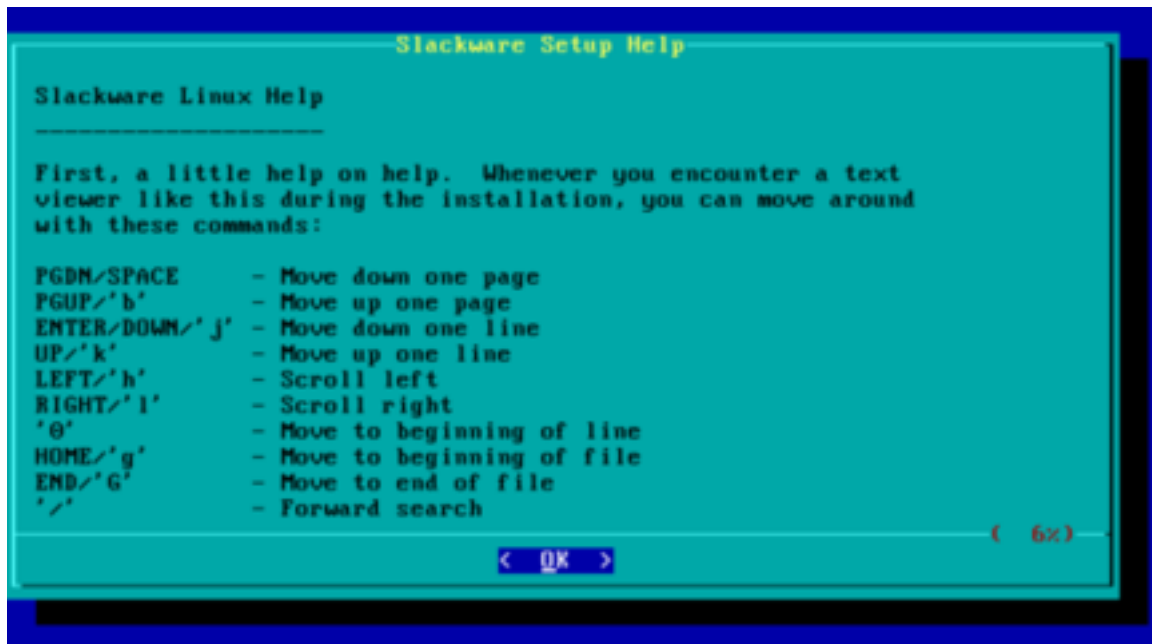 Slackware Setup Help
Slackware Linux Help
--------------------
First, a little help on help.  Whenever you encounter a text
viewer like this during the installation, you can move around
with these commands:
PGDN/SPACE     - Move down one page
PGUP/'b'       - Move up one page
ENTER/DOWN/'j' - Move down one line
UP/'k'         - Move up one line
LEFT/'h'       - Scroll left
RIGHT/'l'      - Scroll right
'0'            - Move to beginning of line
HOME/'g'       - Move to beginning of file
END/'G'        - Move to end of file
'/'            - Forward search
(  6%)
<  OK  >